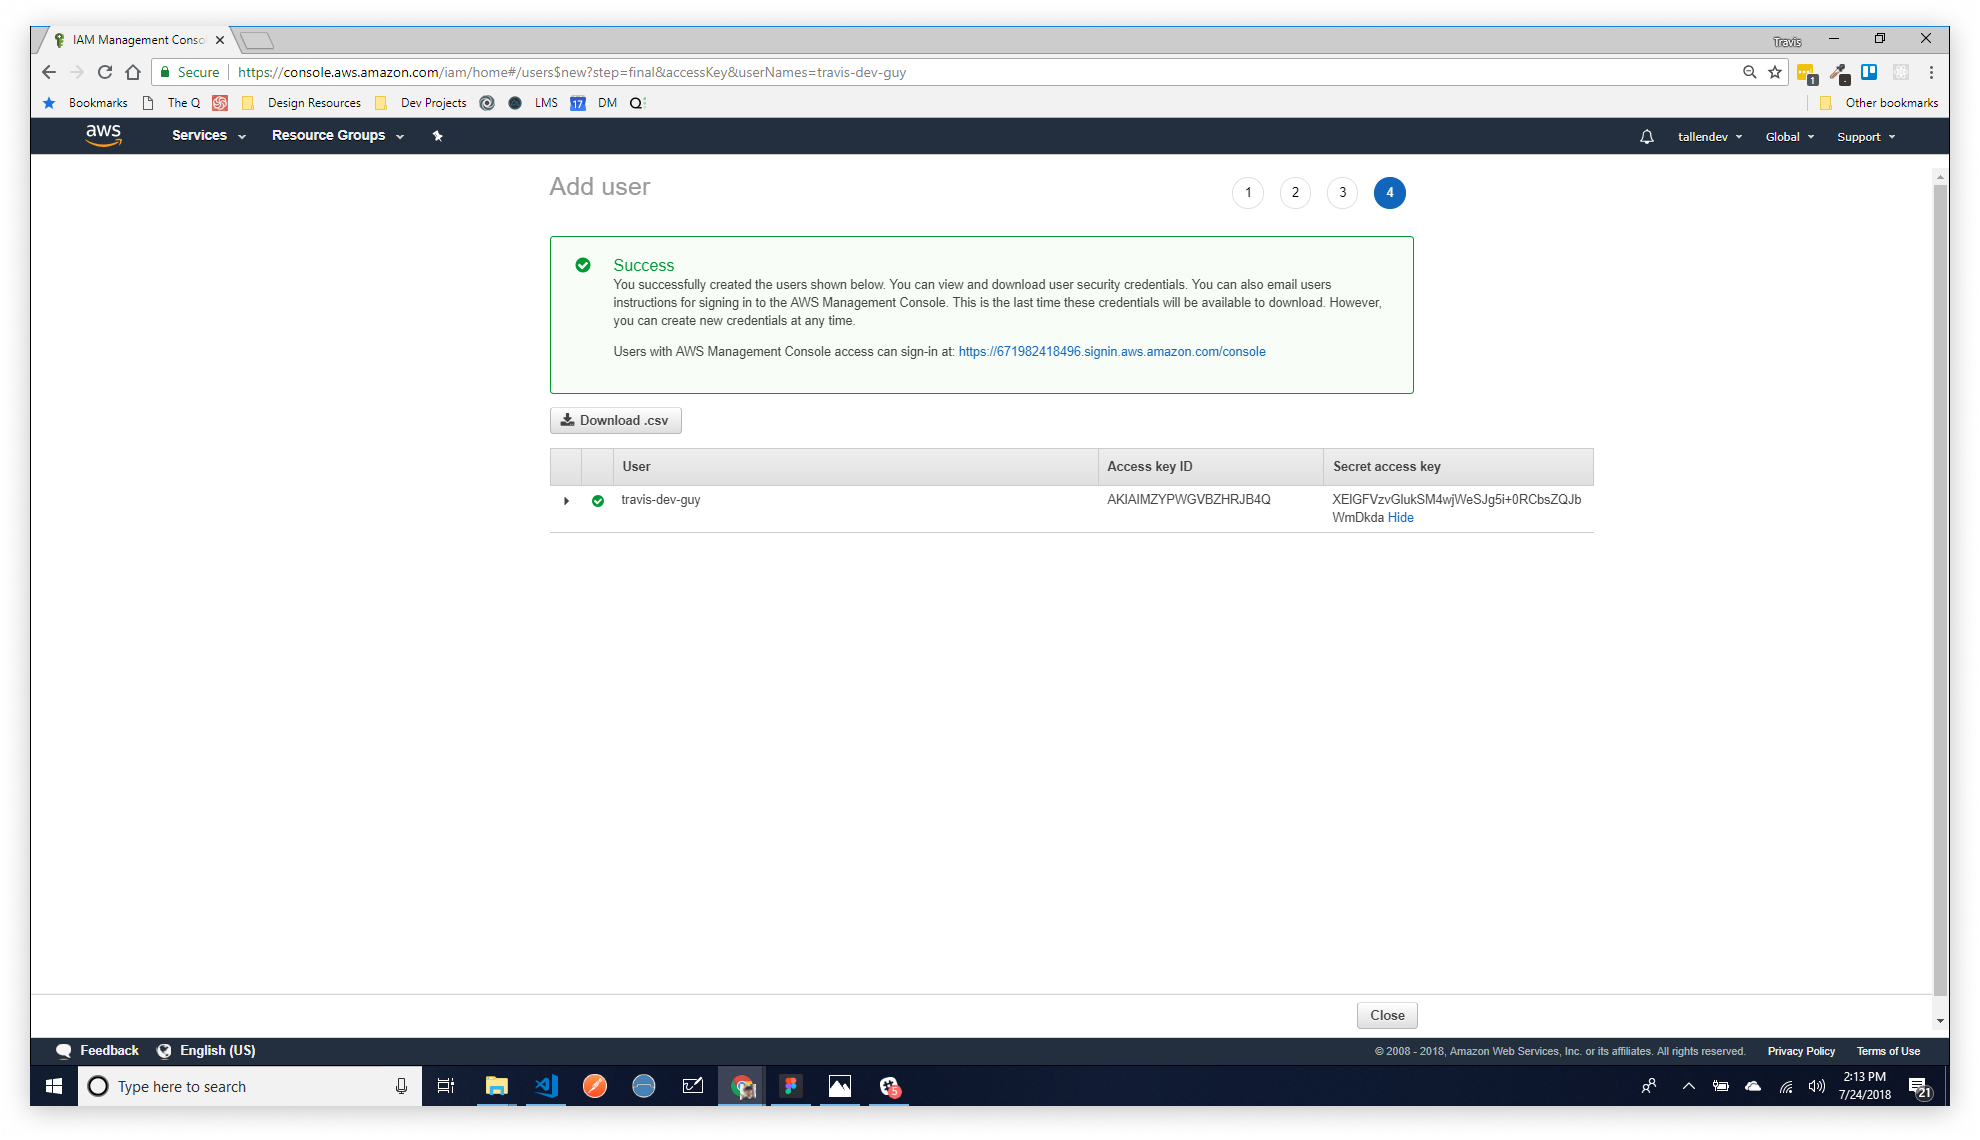 IAM Management Conso
Travis
Secure https://console.aws.amazon.com/iam/home#/users$new?step=final&accessKey&userNames=travis-dev-guy
1
Bookmarks The Q Design Resources Dev Projects LMS 17 DM Q Other bookmarks
aws Services Resource Groups tallendev Global Support
Add user 1 2 3 4
Success
You successfully created the users shown below. You can view and download user security credentials. You can also email users
instructions for signing in to the AWS Management Console. This is the last time these credentials will be available to download. However,
you can create new credentials at any time.
Users with AWS Management Console access can sign-in at: https://671982418496.signin.aws.amazon.com/console
Download .csv
User Access key ID Secret access key
travis-dev-guy AKIAIMZYPWGVBZHRJB4Q XEIGFVzvGlukSM4wjWeSJg5i+0RCbsZQJb
WmDkda Hide
Close
Feedback English (US) © 2008 - 2018, Amazon Web Services, Inc. or its affiliates. All rights reserved. Privacy Policy Terms of Use
Type here to search 5 2:13 PM
7/24/2018 21